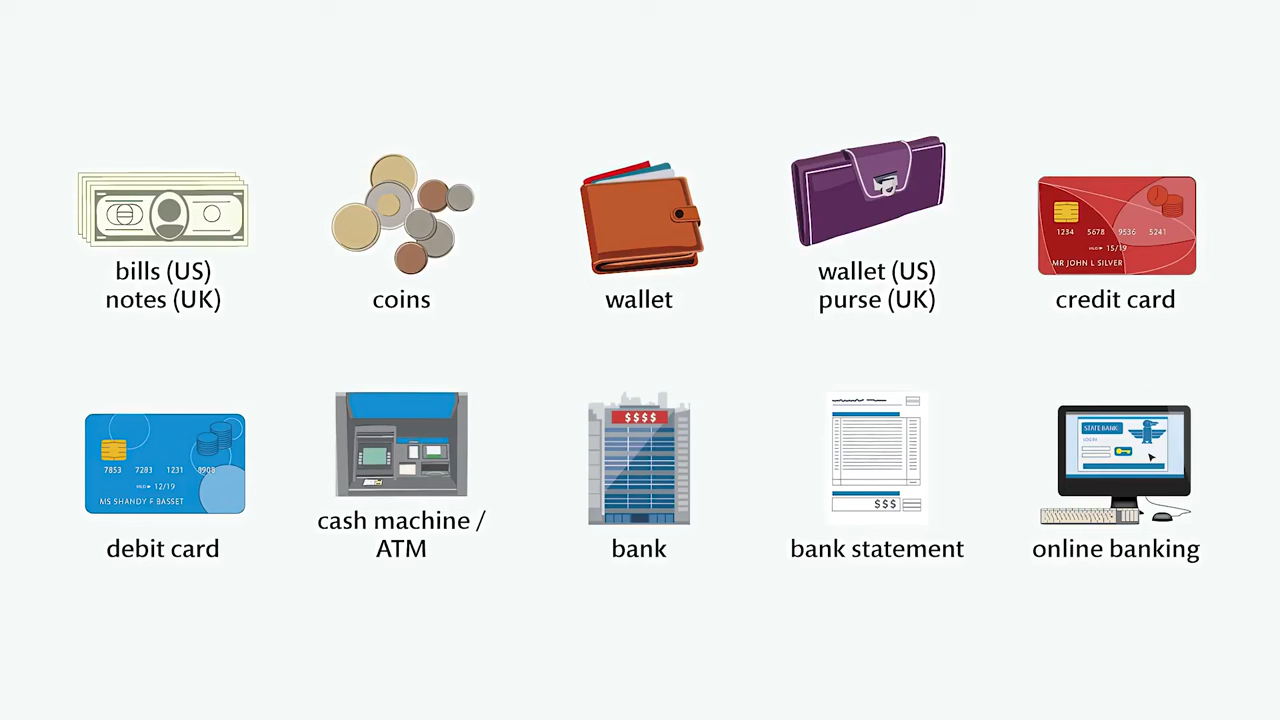 1234 5678 9536 5241
15/19
MR JOHN L SILVER
bills (US)
notes (UK)
coins
wallet
wallet (US)
purse (UK)
credit card
7853 7283 1231 8908
12/19
MS SHANDY F BASSET
$$$$
$$$
STATE BANK
LOG IN
debit card
cash machine /
ATM
bank
bank statement
online banking